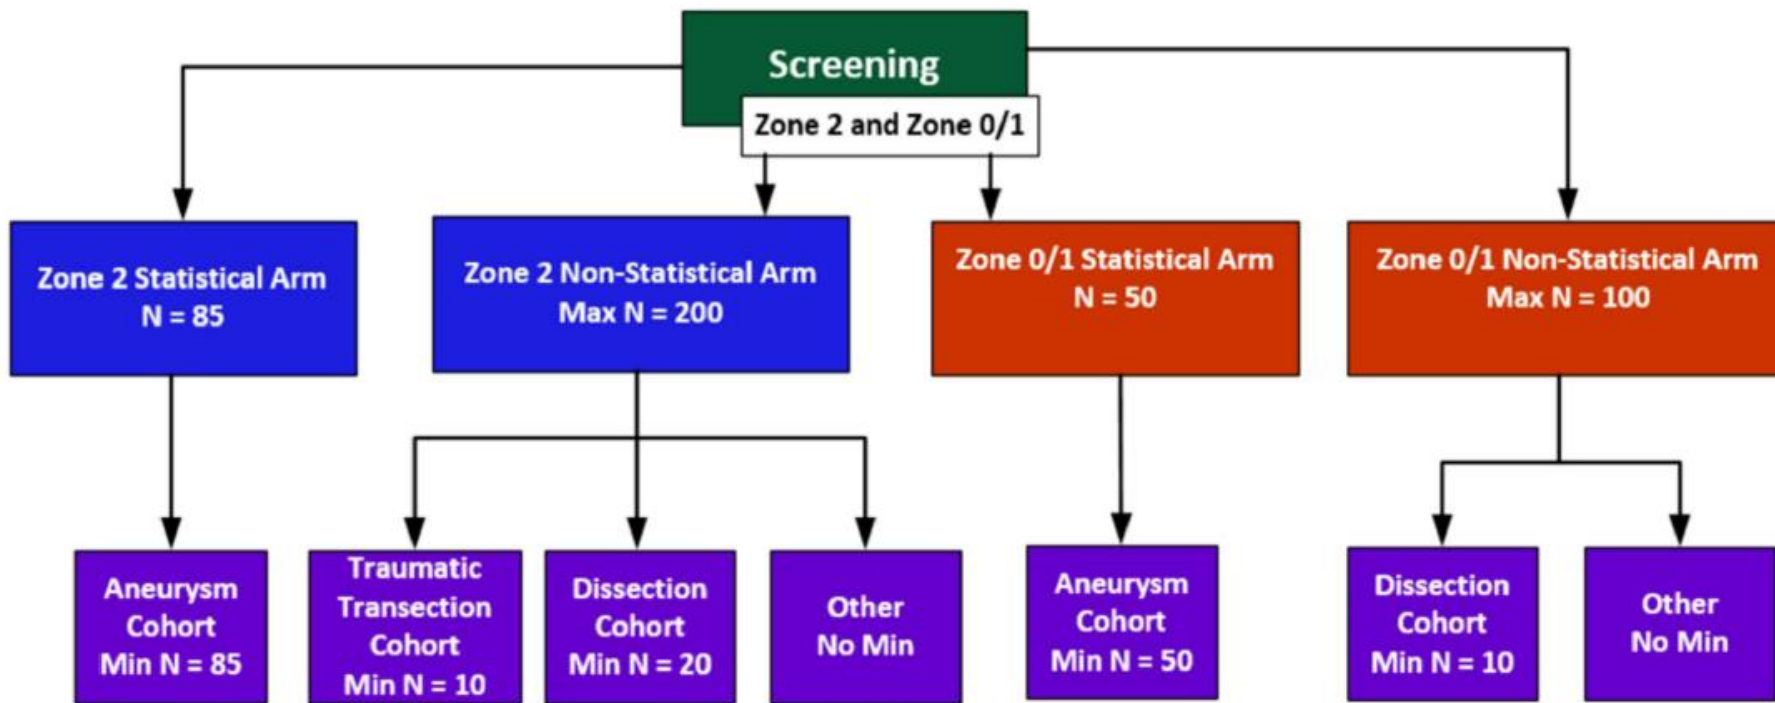 Screening
Zone 2 and Zone 0/1
Zone 2 Statistical Arm
N = 85
Zone 2 Non-Statistical Arm
Max N = 200
Zone 0/1 Statistical Arm
N = 50
Zone 0/1 Non-Statistical Arm
Max N = 100
Aneurysm
Cohort
Min N = 85
Traumatic
Transection
Cohort
Min N = 10
Dissection
Cohort
Min N = 20
Other
No Min
Aneurysm
Cohort
Min N = 50
Dissection
Cohort
Min N = 10
Other
No Min